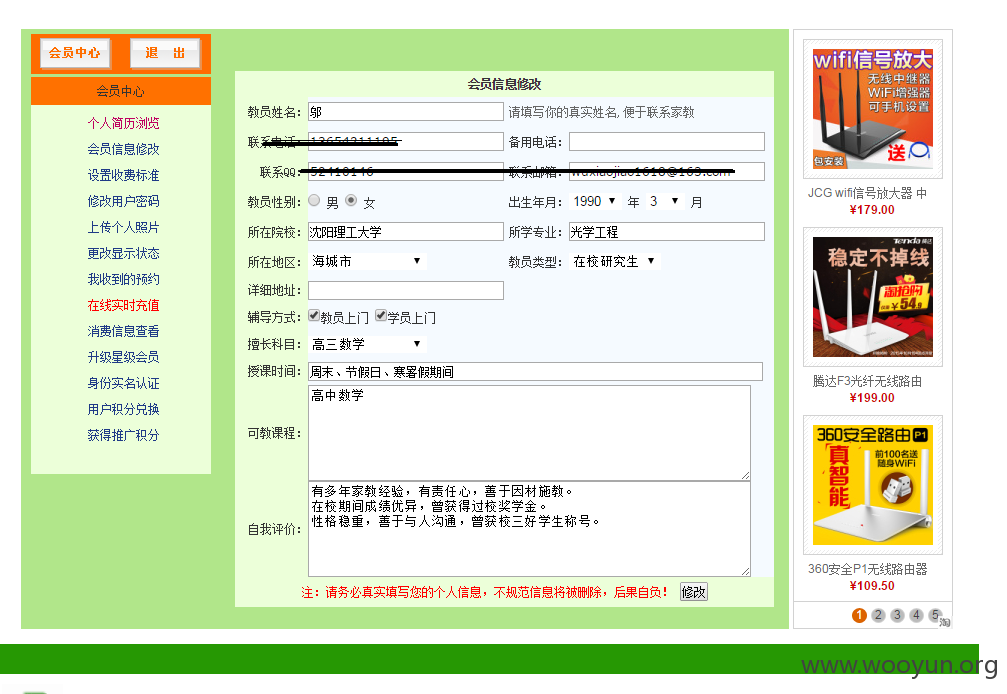 会员中心 退 出
会员中心
个人简历浏览
会员信息修改
设置收费标准
修改用户密码
上传个人照片
更改显示状态
我收到的预约
在线实时充值
消费信息查看
升级星级会员
身份实名认证
用户积分兑换
获得推广积分
会员信息修改
教员姓名： 邬 请填写你的真实姓名, 便于联系家教
联系电话： 备用电话：
联系QQ： 联系邮箱：
教员性别： 男 女 出生年月： 1990 年 3 月
所在院校： 沈阳理工大学 所学专业： 光学工程
所在地区： 海城市 教员类型： 在校研究生
详细地址：
辅导方式： 教员上门 学员上门
擅长科目： 高三数学
授课时间： 周末、节假日、寒暑假期间
可教课程： 高中数学
自我评价： 有多年家教经验，有责任心，善于因材施教。
在校期间成绩优异，曾获得过校奖学金。
性格稳重，善于与人沟通，曾获校三好学生称号。
注：请务必真实填写您的个人信息，不规范信息将被删除，后果自负！ 修改
wifi信号放大
无线中继器
WiFi增强器
可手机设置
送
包安装
JCG wifi信号放大器 中
¥179.00
Tenda 腾达
稳定不掉线
淘抢购
¥54.9
腾达F3光纤无线路由
¥199.00
360安全路由 P1
真智能
前100名送
随身WiFi
360安全P1无线路由器
¥109.50
1 2 3 4 5
淘
www.wooyun.org